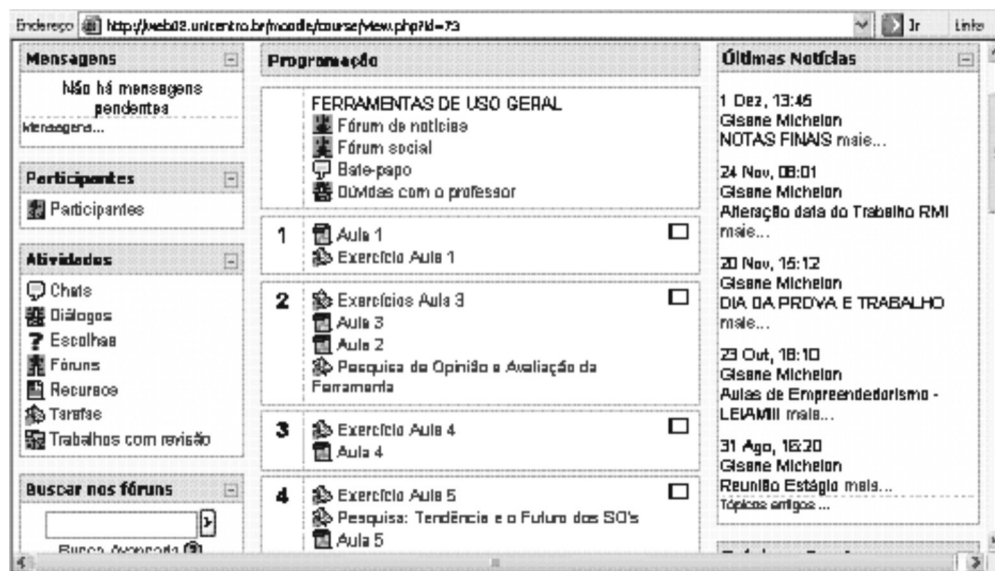 Endereço http://web02.unicentro.br/moodle/course/view.php?id=73 Ir Links
Mensagens
Não há mensagens
pendentes
Mensagens...
Participantes
Participantes
Atividades
Chats
Diálogos
Escolhas
Fóruns
Recursos
Tarefas
Trabalhos com revisão
Buscar nos fóruns
Busca Avançada
Programação
FERRAMENTAS DE USO GERAL
Fórum de notícias
Fórum social
Bate-papo
Dúvidas com o professor
1 Aula 1
Exercício Aula 1
2 Exercícios Aula 3
Aula 3
Aula 2
Pesquisa de Opinião e Avaliação da
Ferramenta
3 Exercício Aula 4
Aula 4
4 Exercício Aula 5
Pesquisa: Tendência e o Futuro dos SO's
Aula 5
Últimas Notícias
1 Dez, 13:45
Gisane Michelon
NOTAS FINAIS mais...
24 Nov, 08:01
Gisane Michelon
Alteração data do Trabalho RMI
mais...
20 Nov, 15:12
Gisane Michelon
DIA DA PROVA E TRABALHO
mais...
23 Out, 18:10
Gisane Michelon
Aulas de Empreendedorismo -
mais...
31 Ago, 16:20
Gisane Michelon
Reunião Estágio mais...
Tópicos antigos ...